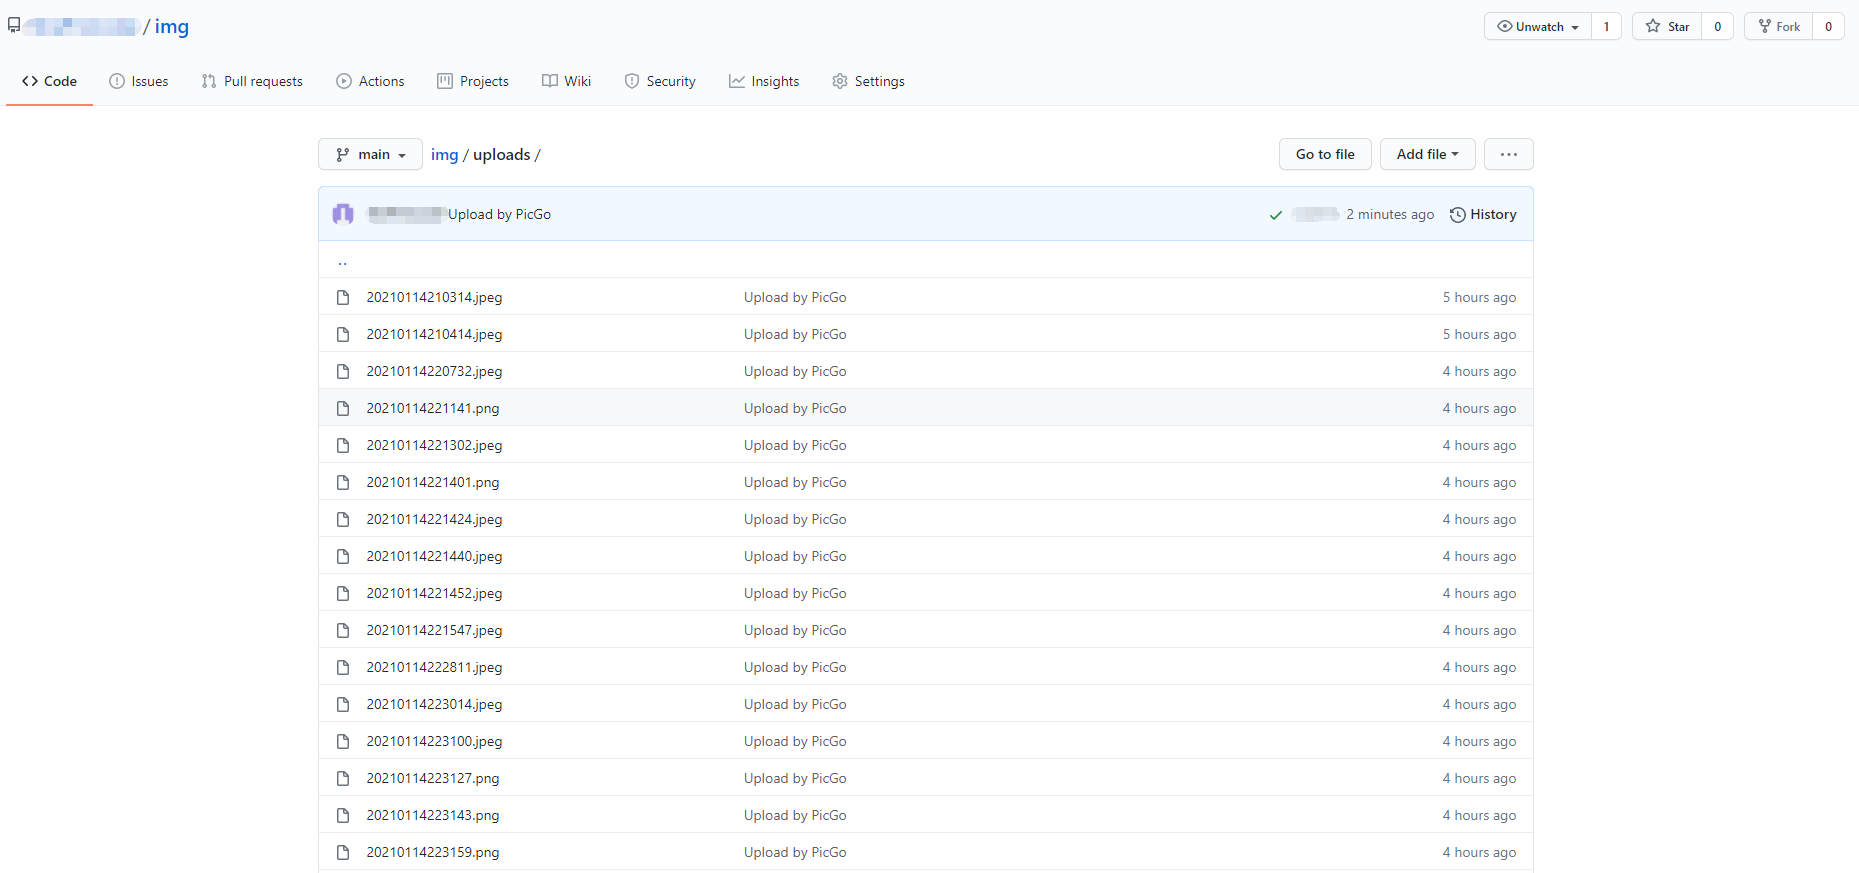 / img
Unwatch 1 Star 0 Fork 0
Code Issues Pull requests Actions Projects Wiki Security Insights Settings
main img / uploads / Go to file Add file ...
Upload by PicGo 2 minutes ago History
..
20210114210314.jpeg Upload by PicGo 5 hours ago
20210114210414.jpeg Upload by PicGo 5 hours ago
20210114220732.jpeg Upload by PicGo 4 hours ago
20210114221141.png Upload by PicGo 4 hours ago
20210114221302.jpeg Upload by PicGo 4 hours ago
20210114221401.png Upload by PicGo 4 hours ago
20210114221424.jpeg Upload by PicGo 4 hours ago
20210114221440.jpeg Upload by PicGo 4 hours ago
20210114221452.jpeg Upload by PicGo 4 hours ago
20210114221547.jpeg Upload by PicGo 4 hours ago
20210114222811.jpeg Upload by PicGo 4 hours ago
20210114223014.jpeg Upload by PicGo 4 hours ago
20210114223100.jpeg Upload by PicGo 4 hours ago
20210114223127.png Upload by PicGo 4 hours ago
20210114223143.png Upload by PicGo 4 hours ago
20210114223159.png Upload by PicGo 4 hours ago